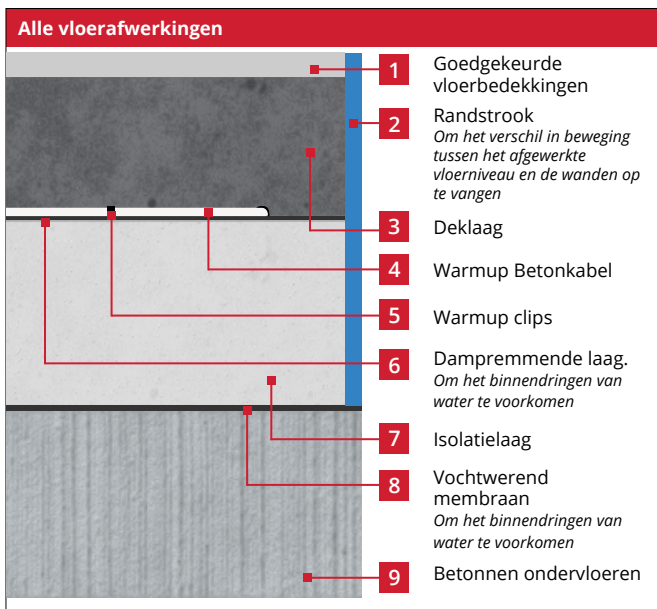 Alle vloerafwerkingen
1 Goedgekeurde
vloerbedekkingen
2 Randstrook
Om het verschil in beweging
tussen het afgewerkte
vloerniveau en de wanden op
te vangen
3 Deklaag
4 Warmup Betonkabel
5 Warmup clips
6 Dampremmende laag.
Om het binnendringen van
water te voorkomen
7 Isolatielaag
8 Vochtwerend
membraan
Om het binnendringen van
water te voorkomen
9 Betonnen ondervloeren